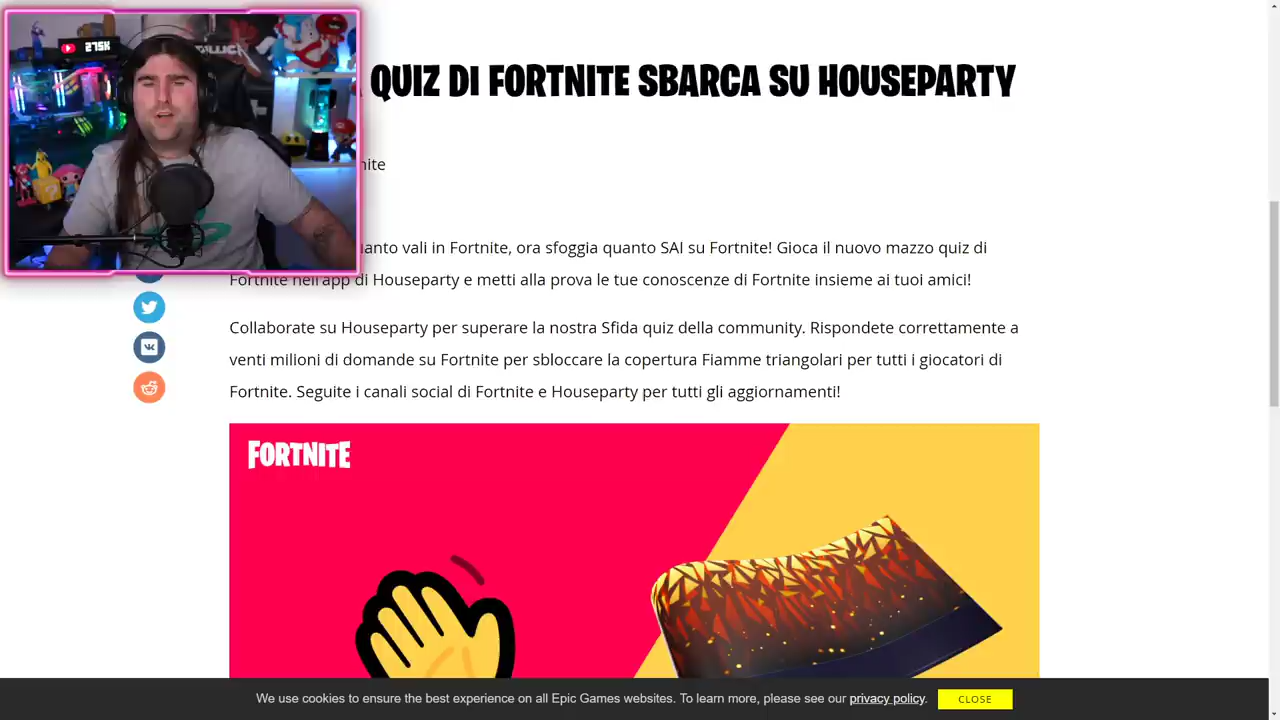 275K
METALLICA
QUIZ DI FORTNITE SBARCA SU HOUSEPARTY
nite
vali in Fortnite, ora sfoggia quanto SAI su Fortnite! Gioca il nuovo mazzo quiz di
Fortnite nell'app di Houseparty e metti alla prova le tue conoscenze di Fortnite insieme ai tuoi amici!
Collaborate su Houseparty per superare la nostra Sfida quiz della community. Rispondete correttamente a
venti milioni di domande su Fortnite per sbloccare la copertura Fiamme triangolari per tutti i giocatori di
Fortnite. Seguite i canali social di Fortnite e Houseparty per tutti gli aggiornamenti!
FORTNITE
We use cookies to ensure the best experience on all Epic Games websites. To learn more, please see our privacy policy. CLOSE